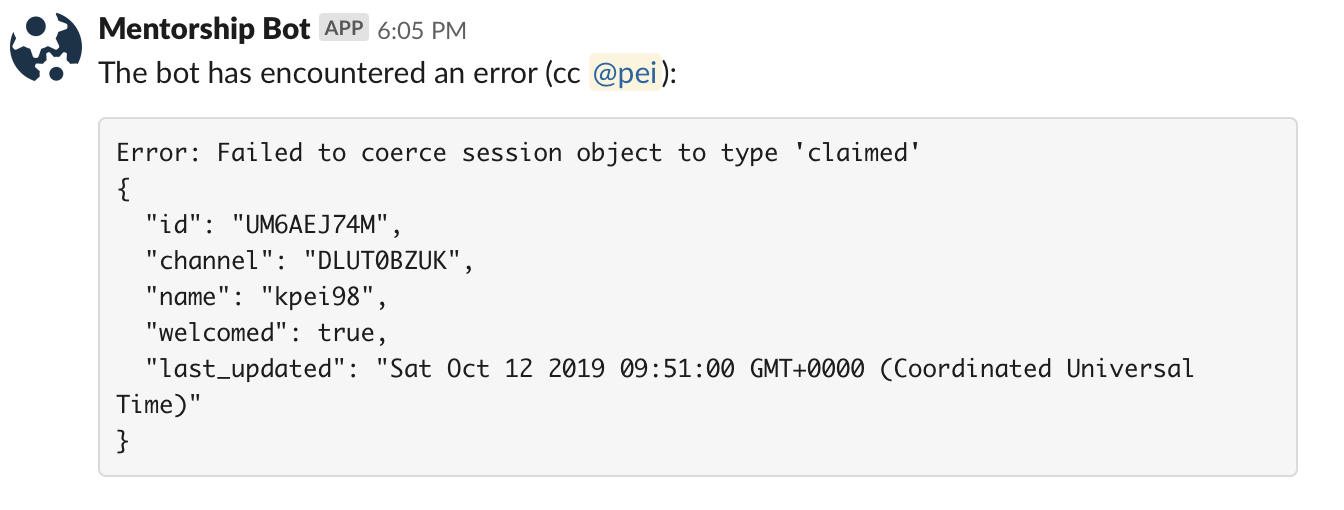 Mentorship Bot APP 6:05 PM
The bot has encountered an error (cc @pei):
Error: Failed to coerce session object to type 'claimed'
{
  "id": "UM6AEJ74M",
  "channel": "DLUT0BZUK",
  "name": "kpei98",
  "welcomed": true,
  "last_updated": "Sat Oct 12 2019 09:51:00 GMT+0000 (Coordinated Universal
Time)"
}